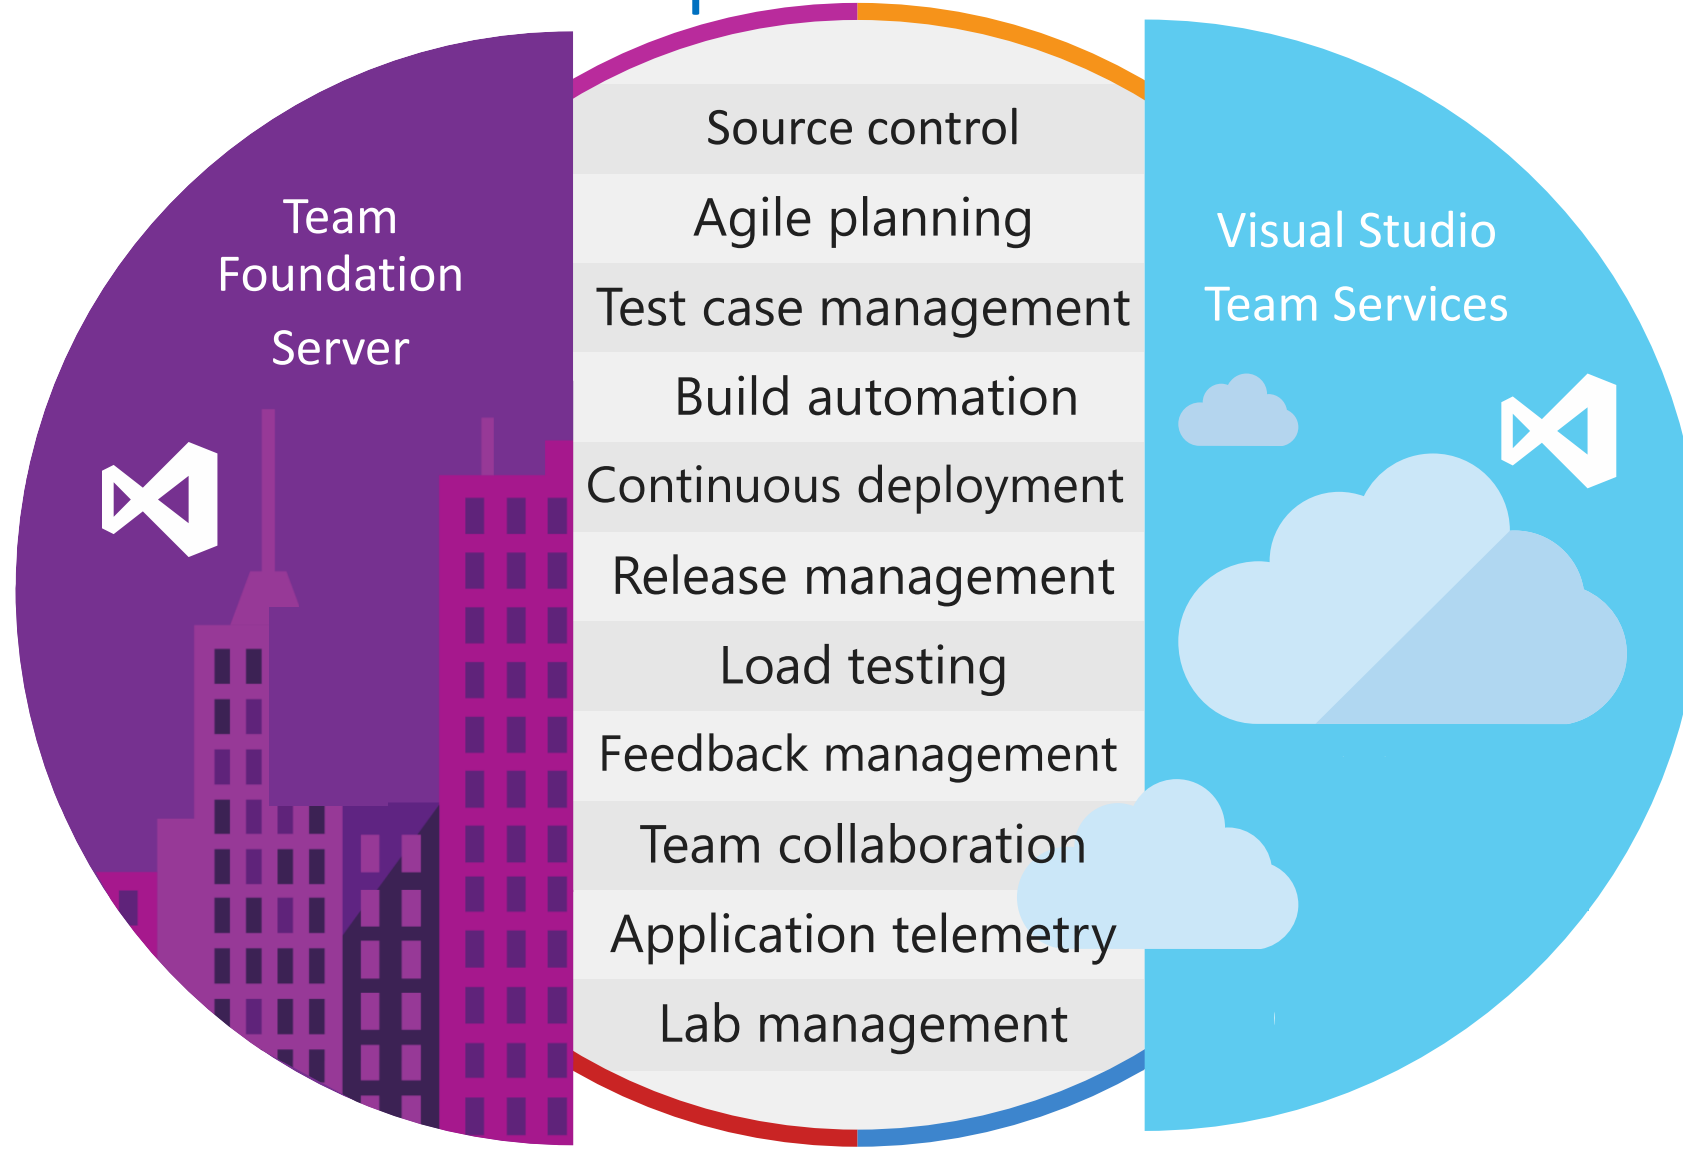 Team
Foundation
Server
Source control
Agile planning
Test case management
Build automation
Continuous deployment
Release management
Load testing
Feedback management
Team collaboration
Application telemetry
Lab management
Visual Studio
Team Services